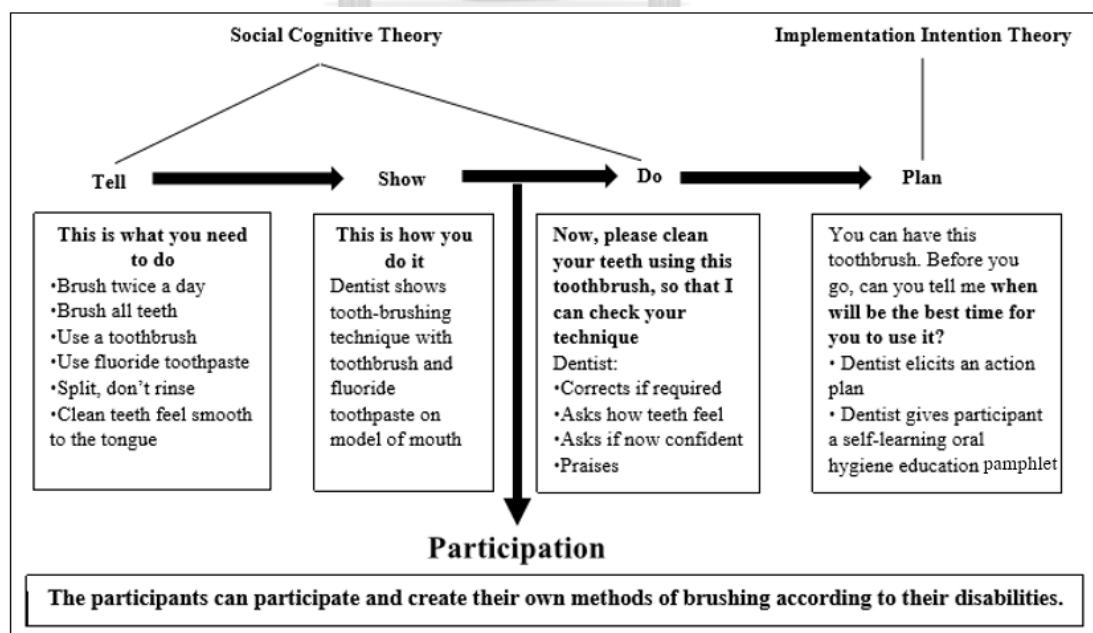 Social Cognitive Theory
Implementation Intention Theory
Tell
Show
Do
Plan
This is what you need
to do
•Brush twice a day
•Brush all teeth
•Use a toothbrush
•Use fluoride toothpaste
•Split, don’t rinse
•Clean teeth feel smooth
to the tongue
This is how you
do it
Dentist shows
tooth-brushing
technique with
toothbrush and
fluoride
toothpaste on
model of mouth
Now, please clean
your teeth using this
toothbrush, so that I
can check your
technique
Dentist:
•Corrects if required
•Asks how teeth feel
•Asks if now confident
•Praises
You can have this
toothbrush. Before you
go, can you tell me when
will be the best time for
you to use it?
• Dentist elicits an action
plan
• Dentist gives participant
a self-learning oral
hygiene education pamphlet
Participation
The participants can participate and create their own methods of brushing according to their disabilities.